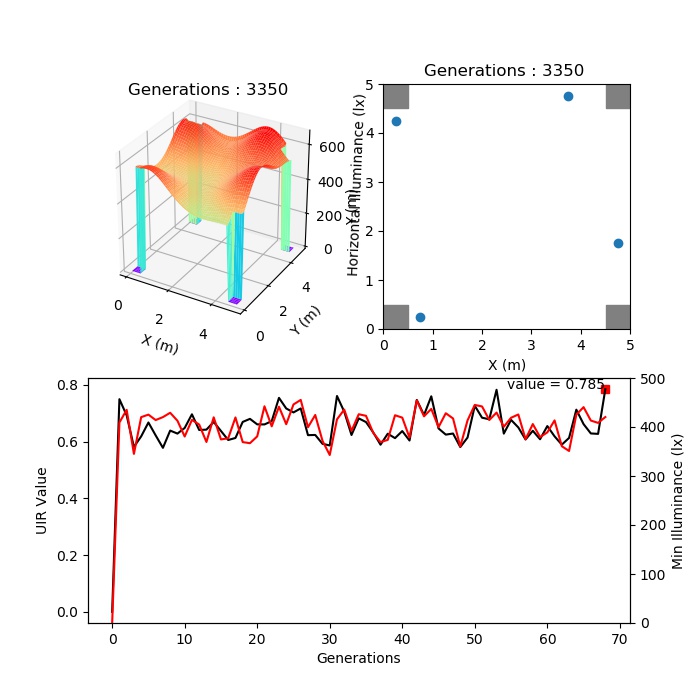 Generations : 3350
600
400
200
0
Horizontal Illuminance (lx)
0
2
4
X (m)
0
2
4
Y (m)
Generations : 3350
5
4
3
2
1
0
Y (m)
0 1 2 3 4 5
X (m)
value = 0.785
0.8
0.6
0.4
0.2
0.0
UIR Value
500
400
300
200
100
0
Min Illuminance (lx)
0 10 20 30 40 50 60 70
Generations